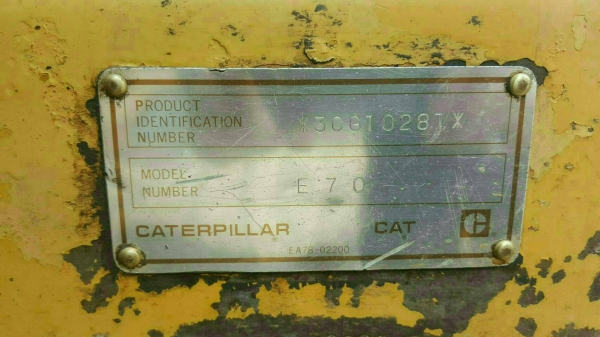 PRODUCT
IDENTIFICATION
NUMBER
MODEL
NUMBER
E70
CATERPILLAR CAT C
EA78-02200